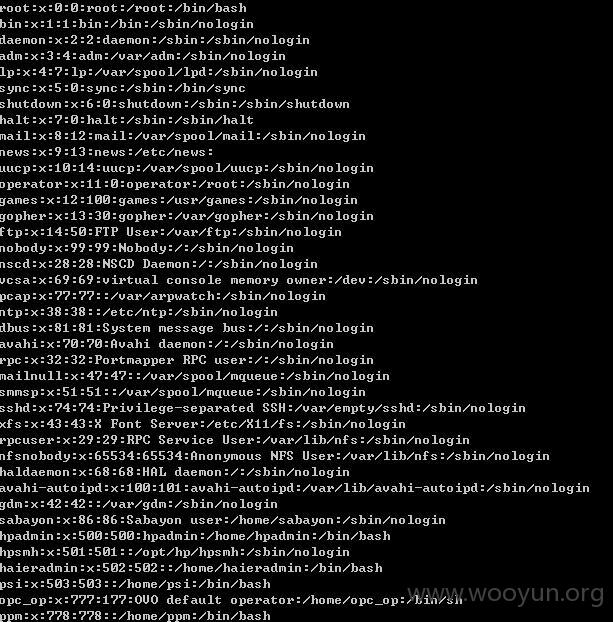 root:x:0:0:root:/root:/bin/bash
bin:x:1:1:bin:/bin:/sbin/nologin
daemon:x:2:2:daemon:/sbin:/sbin/nologin
adm:x:3:4:adm:/var/adm:/sbin/nologin
lp:x:4:7:lp:/var/spool/lpd:/sbin/nologin
sync:x:5:0:sync:/sbin:/bin/sync
shutdown:x:6:0:shutdown:/sbin:/sbin/shutdown
halt:x:7:0:halt:/sbin:/sbin/halt
mail:x:8:12:mail:/var/spool/mail:/sbin/nologin
news:x:9:13:news:/etc/news:
uucp:x:10:14:uucp:/var/spool/uucp:/sbin/nologin
operator:x:11:0:operator:/root:/sbin/nologin
games:x:12:100:games:/usr/games:/sbin/nologin
gopher:x:13:30:gopher:/var/gopher:/sbin/nologin
ftp:x:14:50:FTP User:/var/ftp:/sbin/nologin
nobody:x:99:99:Nobody:/:/sbin/nologin
nscd:x:28:28:NSCD Daemon:/:/sbin/nologin
vcsa:x:69:69:virtual console memory owner:/dev:/sbin/nologin
pcap:x:77:77::/var/arpwatch:/sbin/nologin
ntp:x:38:38::/etc/ntp:/sbin/nologin
dbus:x:81:81:System message bus:/:/sbin/nologin
avahi:x:70:70:Avahi daemon:/:/sbin/nologin
rpc:x:32:32:Portmapper RPC user:/:/sbin/nologin
mailnull:x:47:47::/var/spool/mqueue:/sbin/nologin
smmsp:x:51:51::/var/spool/mqueue:/sbin/nologin
sshd:x:74:74:Privilege-separated SSH:/var/empty/sshd:/sbin/nologin
xfs:x:43:43:X Font Server:/etc/X11/fs:/sbin/nologin
rpcuser:x:29:29:RPC Service User:/var/lib/nfs:/sbin/nologin
nfsnobody:x:65534:65534:Anonymous NFS User:/var/lib/nfs:/sbin/nologin
haldaemon:x:68:68:HAL daemon:/:/sbin/nologin
avahi-autoipd:x:100:101:avahi-autoipd:/var/lib/avahi-autoipd:/sbin/nologin
gdm:x:42:42::/var/gdm:/sbin/nologin
sabayon:x:86:86:Sabayon user:/home/sabayon:/sbin/nologin
hpadmin:x:500:500:hpadmin:/home/hpadmin:/bin/bash
hpsmh:x:501:501::/opt/hp/hpsmh:/sbin/nologin
haieradmin:x:502:502::/home/haieradmin:/bin/bash
psi:x:503:503::/home/psi:/bin/bash
opc_op:x:777:177:OVO default operator:/home/opc_op:/bin/sh
ppm:x:778:778::/home/ppm:/bin/bash
www.wooyun.org